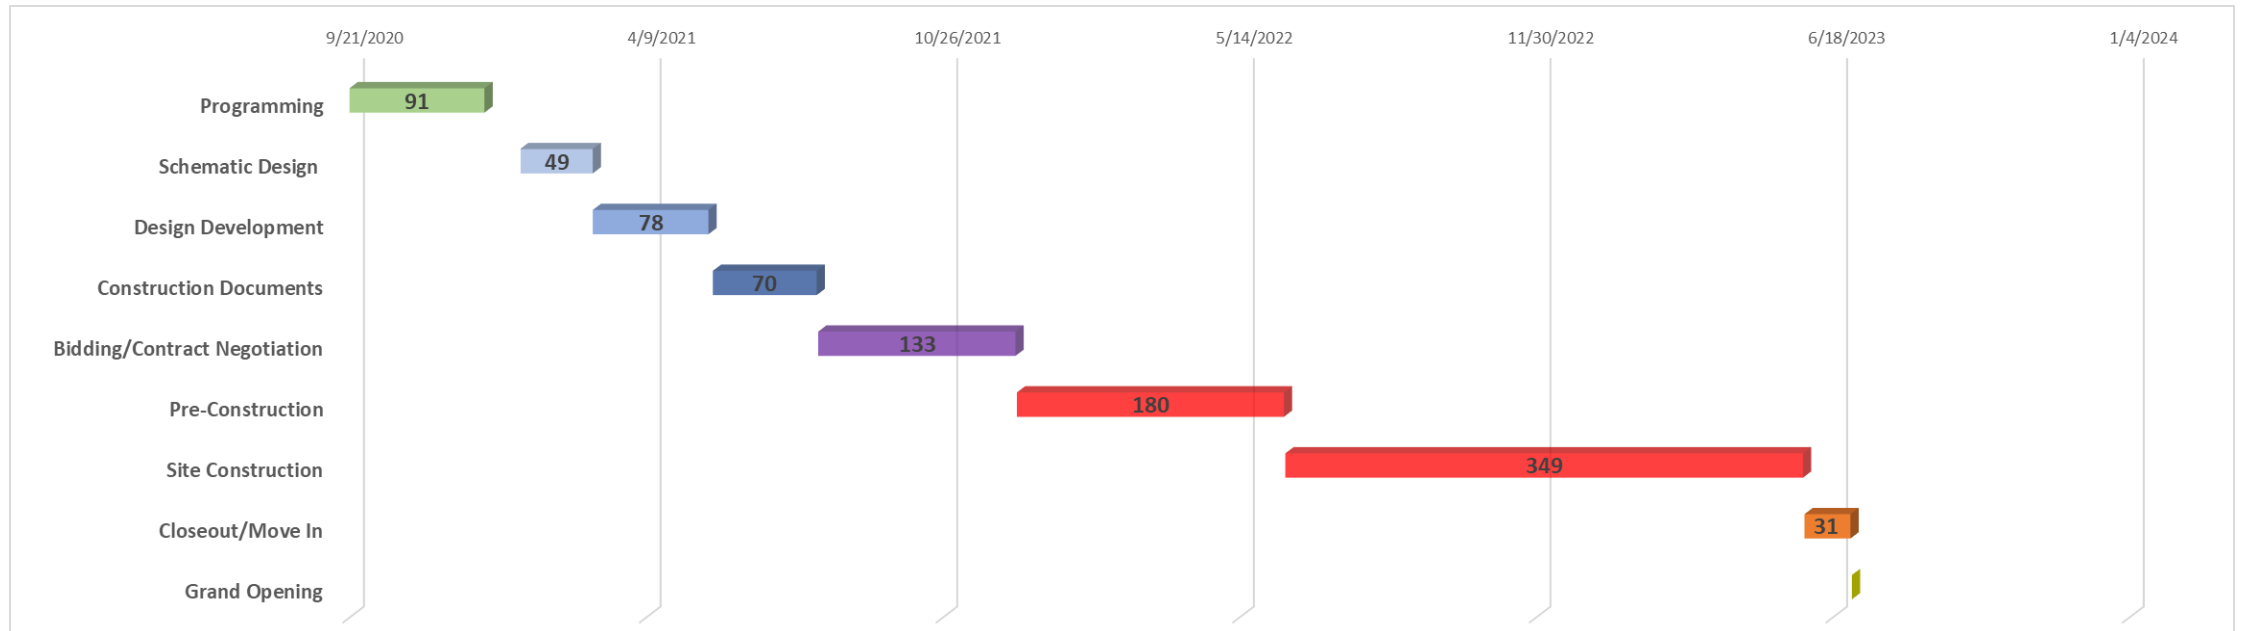 9/21/2020 4/9/2021 10/26/2021 5/14/2022 11/30/2022 6/18/2023 1/4/2024
Programming 91
Schematic Design 49
Design Development 78
Construction Documents 70
Bidding/Contract Negotiation 133
Pre-Construction 180
Site Construction 349
Closeout/Move In 31
Grand Opening